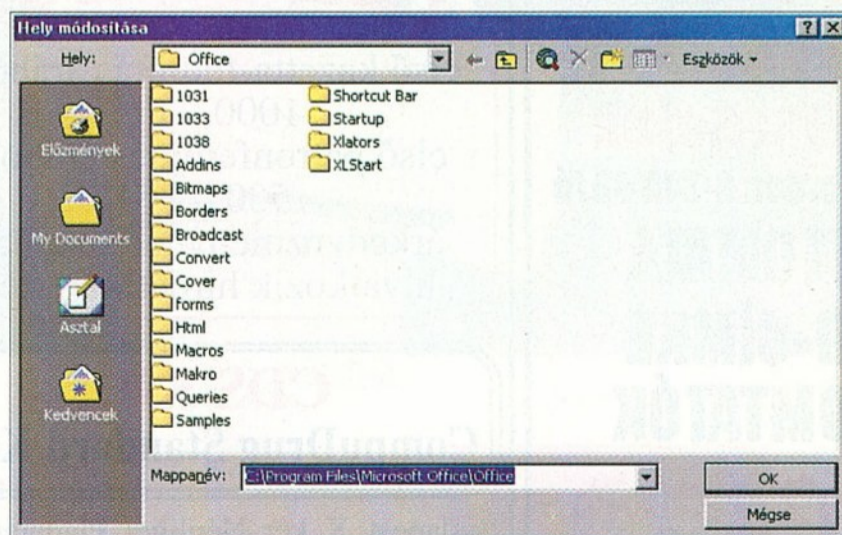 Hely módosítása
Hely:
Office
Eszközök
Előzmények
My Documents
Asztal
Kedvencek
1031
1033
1038
Addins
Bitmaps
Borders
Broadcast
Convert
Cover
forms
Html
Macros
Makro
Queries
Samples
Shortcut Bar
Startup
Xlators
XLStart
Mappanév:
C:\Program Files\Microsoft Office\Office
OK
Mégse